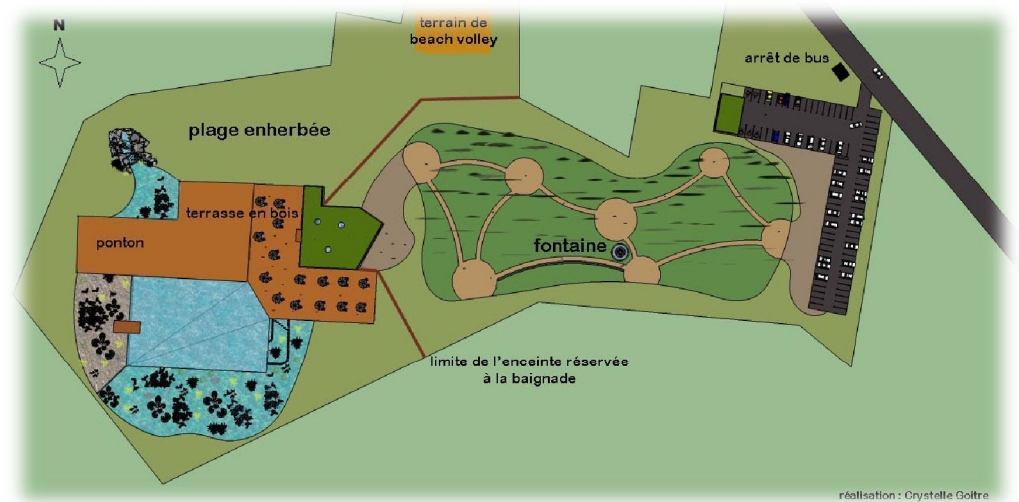 terrain de
beach volley
N
arrêt de bus
plage enherbée
terrasse en bois
ponton
fontaine
limite de l'enceinte réservée
à la baignade
réalisation : Crystelle Goitre